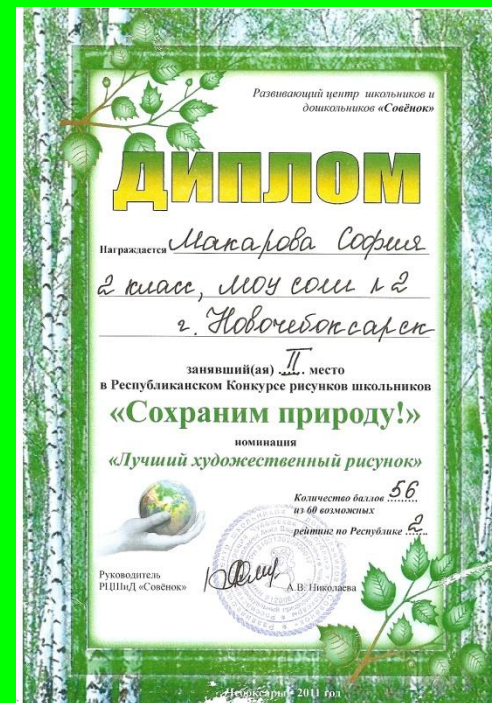 Развивающий центр школьников и
дошкольников «Совёнок»
ДИПЛОМ
Награждается Макарова София
2 класс, МОУ СОШ №2
г. Новочебоксарск
занявший(ая) II место
в Республиканском Конкурсе рисунков школьников
«Сохраним природу!»
номинация
«Лучший художественный рисунок»
Количество баллов 56
из 60 возможных
рейтинг по Республике 2
Руководитель
РЦШиД «Совёнок» А.В. Николаева
Чебоксары - 2011 год